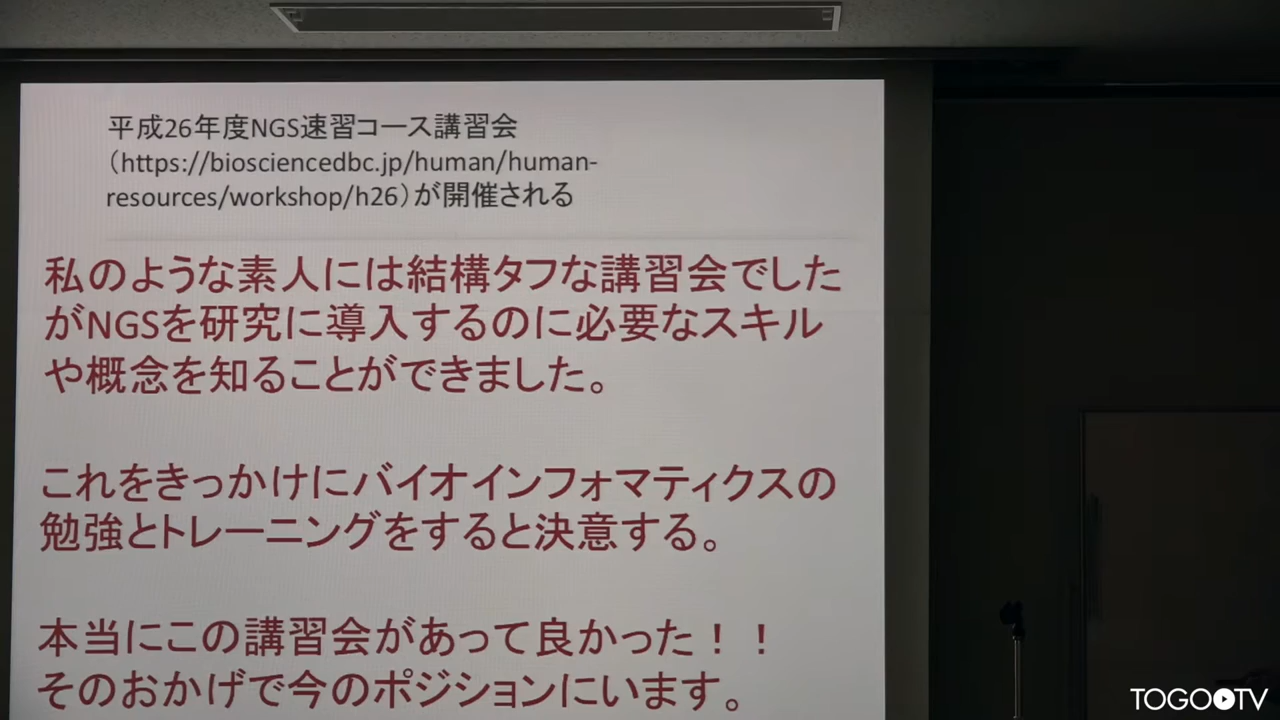 平成26年度NGS速習コース講習会
（https://biosciencedbc.jp/human/human-
resources/workshop/h26）が開催される
私のような素人には結構タフな講習会でした
がNGSを研究に導入するのに必要なスキル
や概念を知ることができました。
これをきっかけにバイオインフォマティクスの
勉強とトレーニングをすると決意する。
本当にこの講習会があって良かった！！
そのおかげで今のポジションにいます。
TOGOTV